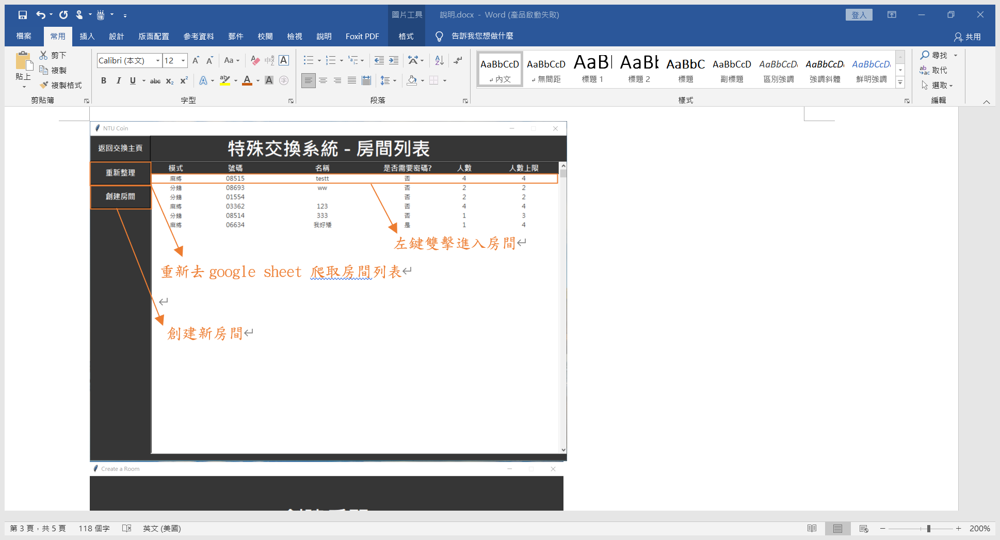 圖片工具 說明.docx - Word (產品啟動失敗) 登入
檔案 常用 插入 設計 版面配置 參考資料 郵件 校閱 檢視 說明 Foxit PDF 格式 告訴我您想做什麼 共用
貼上 剪下 複製 複製格式 剪貼簿
Calibri (本文) 12 字型
段落
AaBbCcD AaBbCcD AaBl AaBb AaBbC AaBbCcD AaBbCcD AaBbCcD AaBbCcD
內文 無間距 標題 1 標題 2 標題 副標題 區別強調 強調斜體 鮮明強調
樣式
尋找 取代 選取 編輯
NTU Coin
返回交換主頁 特殊交換系統 - 房間列表
重新整理
創建房間
模式 號碼 名稱 是否需要密碼? 人數 人數上限
麻將 08515 testt 否 4 4
分錢 08693 ww 否 2 2
分錢 01554 否 2 2
麻將 03362 123 否 4 4
分錢 08514 333 否 1 3
麻將 06634 我好矮 是 1 4
左鍵雙擊進入房間
重新去 google sheet 爬取房間列表
創建新房間
Create a Room
第 3 頁，共 5 頁 118 個字 英文 (美國) 200%